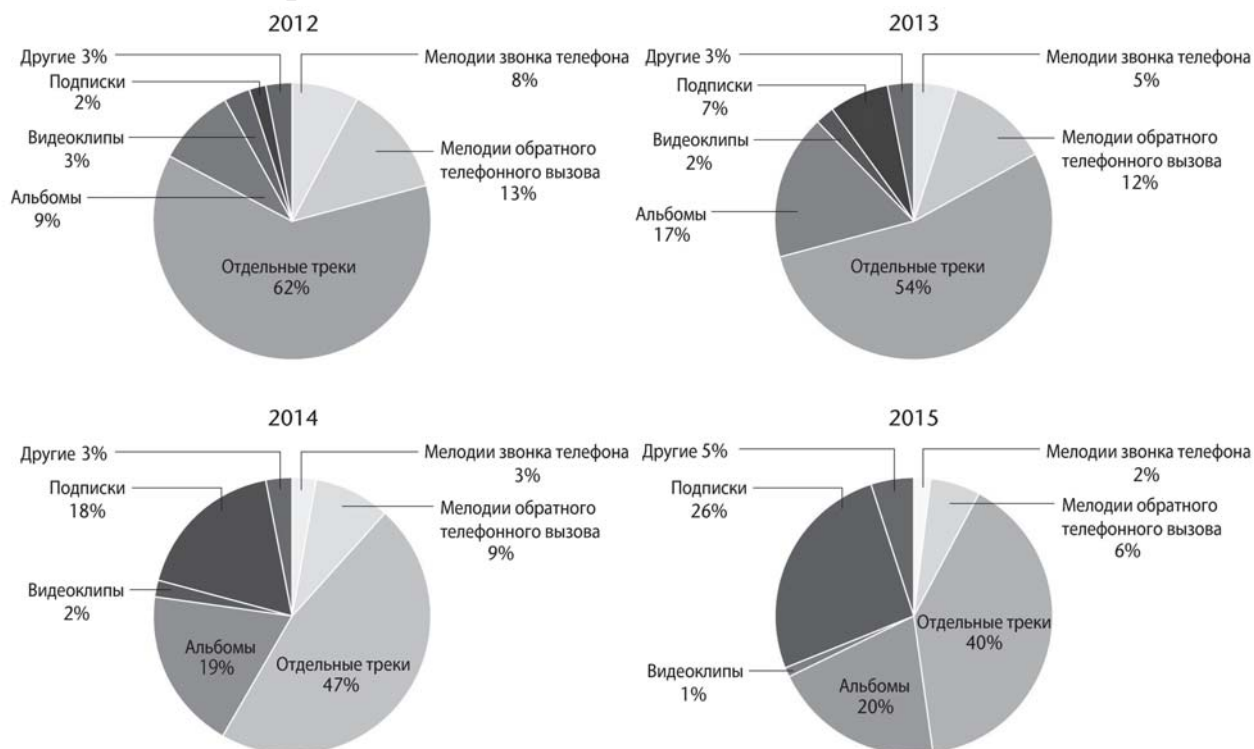 2012
Другие 3%
Подписки
2%
Видеоклипы
3%
Альбомы
9%
Мелодии звонка телефона
8%
Мелодии обратного
телефонного вызова
13%
Отдельные треки
62%
2013
Другие 3%
Подписки
7%
Видеоклипы
2%
Альбомы
17%
Мелодии звонка телефона
5%
Мелодии обратного
телефонного вызова
12%
Отдельные треки
54%
2014
Другие 3%
Подписки
18%
Видеоклипы
2%
Альбомы
19%
Мелодии звонка телефона
3%
Мелодии обратного
телефонного вызова
9%
Отдельные треки
47%
2015
Другие 5%
Подписки
26%
Видеоклипы
1%
Альбомы
20%
Мелодии звонка телефона
2%
Мелодии обратного
телефонного вызова
6%
Отдельные треки
40%